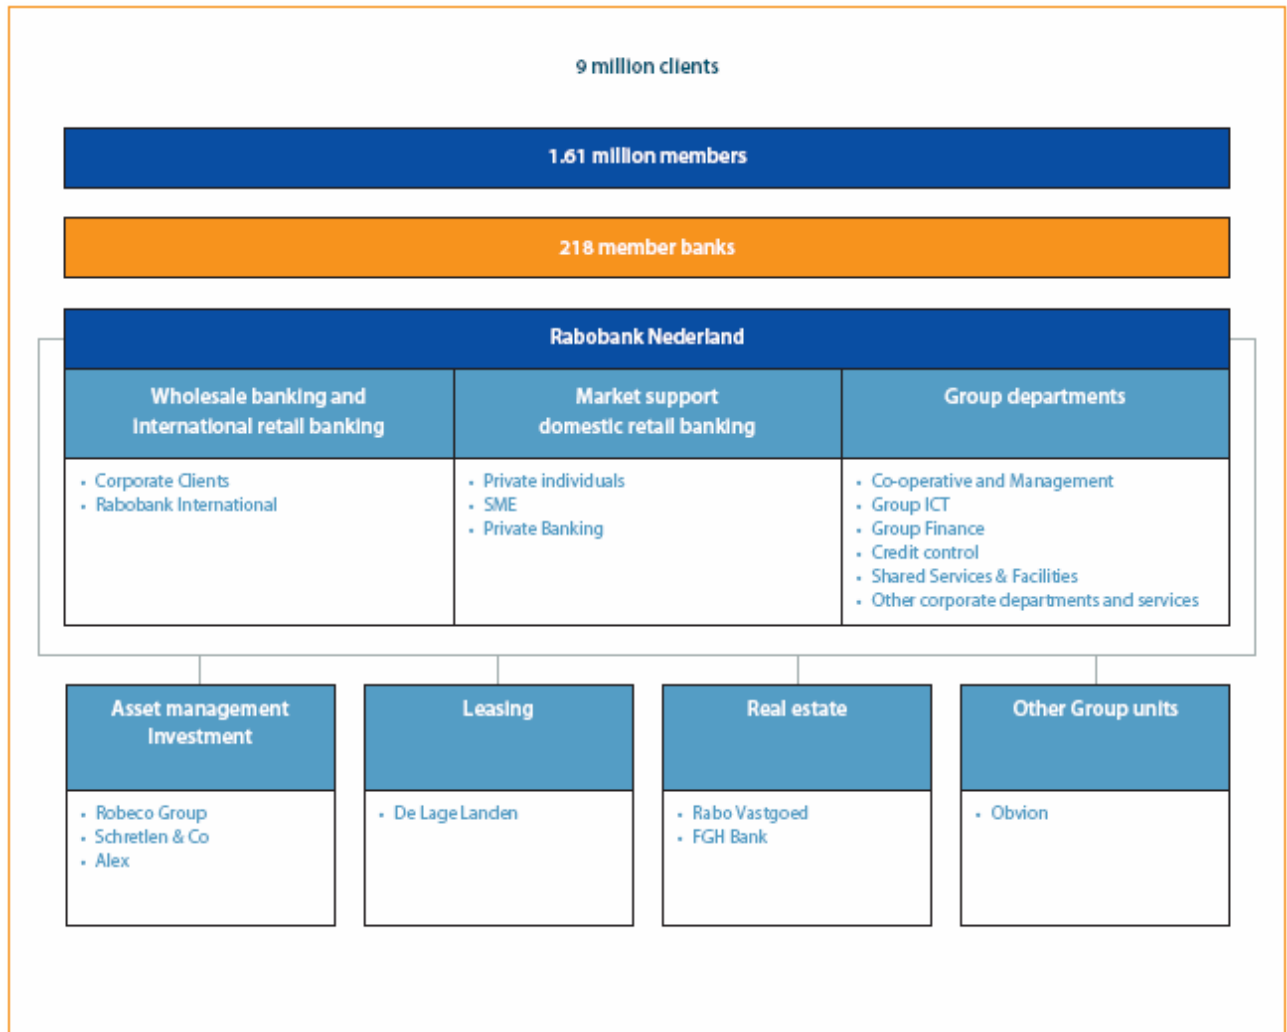 9 million clients
1.61 million members
218 member banks
Rabobank Nederland
Wholesale banking and
international retail banking
• Corporate Clients
• Rabobank International
Market support
domestic retail banking
• Private individuals
• SME
• Private Banking
Group departments
• Co-operative and Management
• Group ICT
• Group Finance
• Credit control
• Shared Services & Facilities
• Other corporate departments and services
Asset management
Investment
• Robeco Group
• Schretlen & Co
• Alex
Leasing
• De Lage Landen
Real estate
• Rabo Vastgoed
• FGH Bank
Other Group units
• Obvion